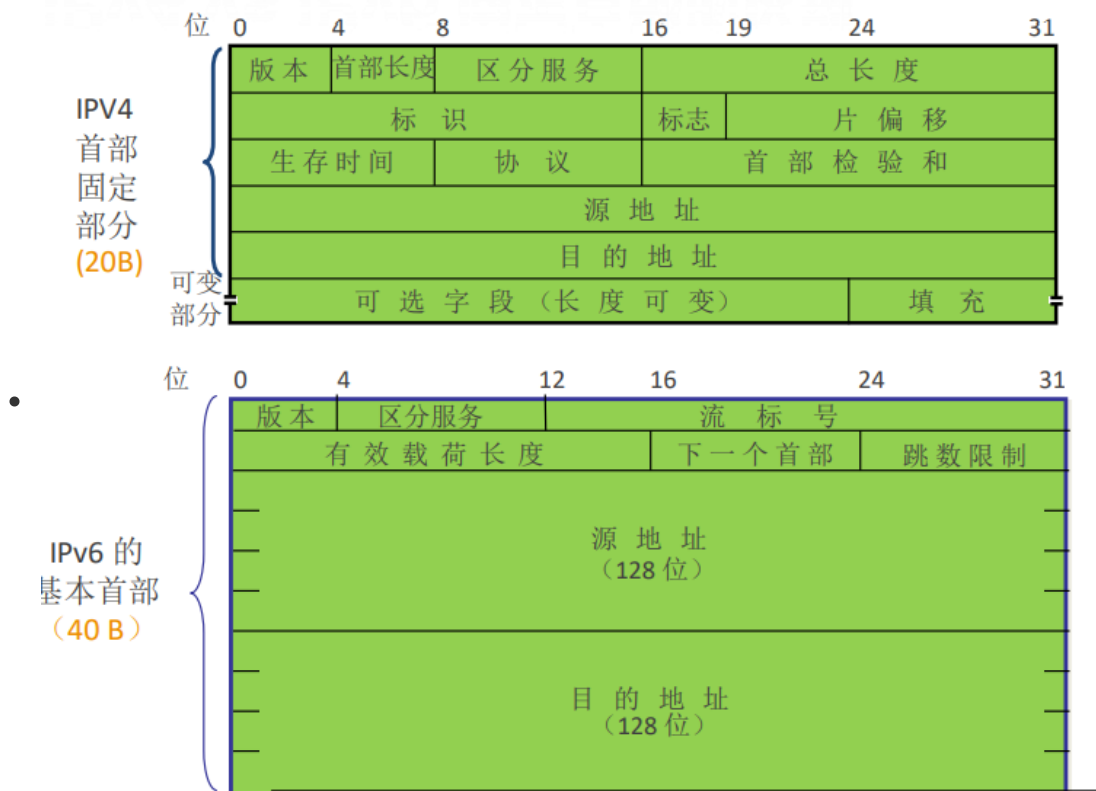 位 0 4 8 16 19 24 31
版本 首部长度 区分服务 总长度
IPV4
首部
固定
部分
(20B)
标识 标志 片偏移
生存时间 协议 首部检验和
源地址
目的地址
可变
部分
可选字段（长度可变） 填充
位 0 4 12 16 24 31
版本 区分服务 流标号
有效载荷长度 下一个首部 跳数限制
IPv6 的
基本首部
（40 B）
源地址
（128 位）
目的地址
（128 位）